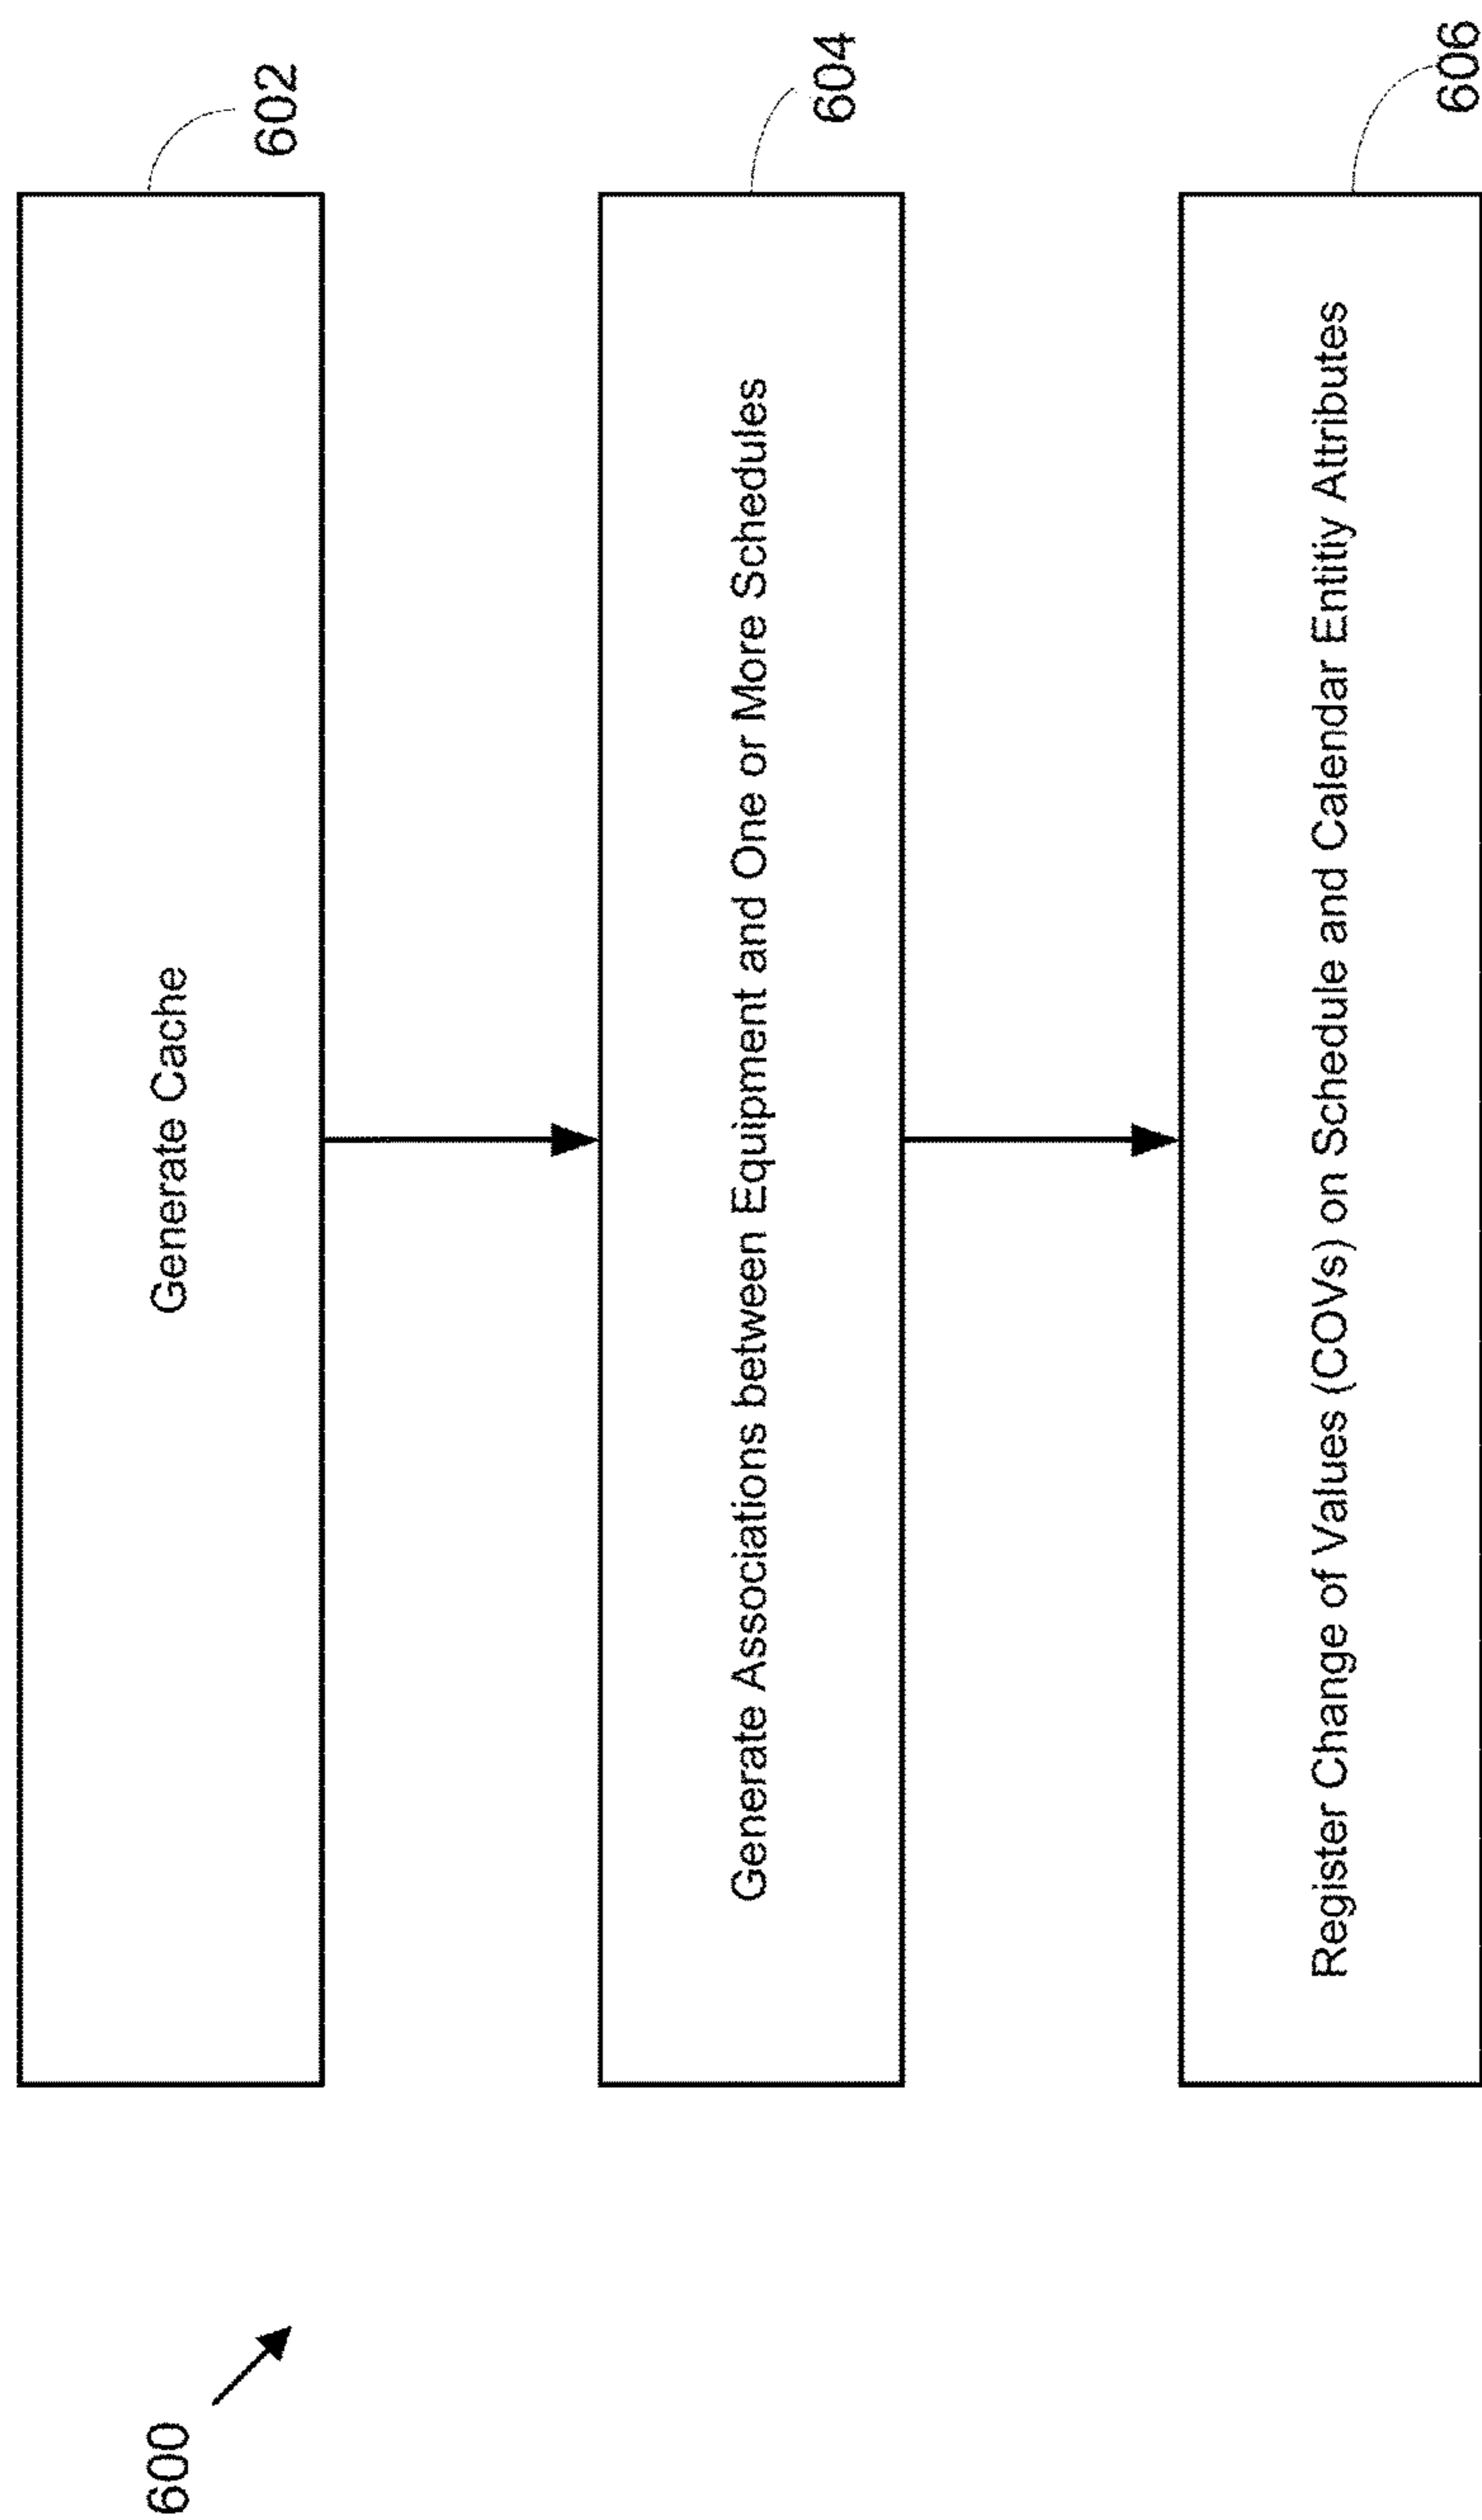 600
Generate Cache
602
Generate Associations between Equipment and One or More Schedules
604
Register Change of Values (COVs) on Schedule and Calendar Entitiy Attributes
606